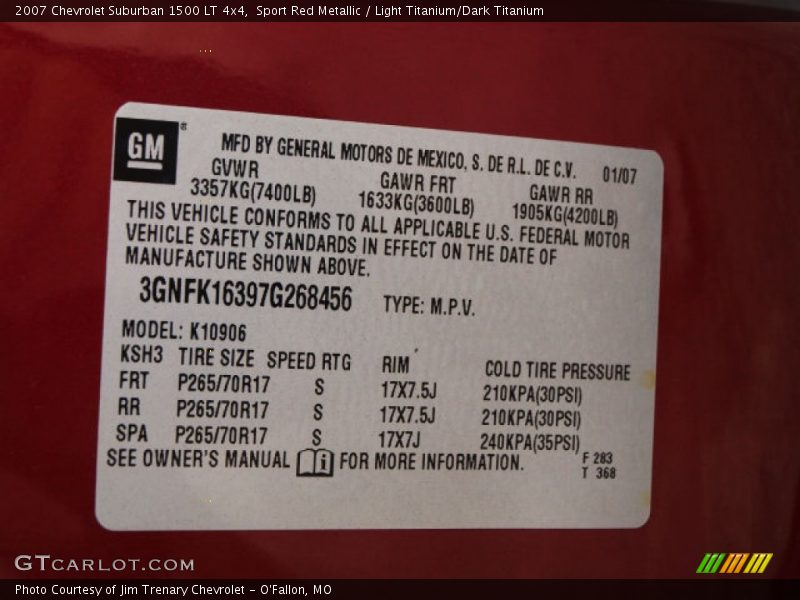 2007 Chevrolet Suburban 1500 LT 4x4,  Sport Red Metallic / Light Titanium/Dark Titanium
GM ®
MFD BY GENERAL MOTORS DE MEXICO, S. DE R.L. DE C.V. 01/07
GVWR GAWR FRT GAWR RR
3357KG(7400LB) 1633KG(3600LB) 1905KG(4200LB)
THIS VEHICLE CONFORMS TO ALL APPLICABLE U.S. FEDERAL MOTOR
VEHICLE SAFETY STANDARDS IN EFFECT ON THE DATE OF
MANUFACTURE SHOWN ABOVE.
3GNFK16397G268456 TYPE: M.P.V.
MODEL: K10906
KSH3 TIRE SIZE SPEED RTG RIM COLD TIRE PRESSURE
FRT P265/70R17 S 17X7.5J 210KPA(30PSI)
RR P265/70R17 S 17X7.5J 210KPA(30PSI)
SPA P265/70R17 S 17X7J 240KPA(35PSI)
SEE OWNER'S MANUAL i FOR MORE INFORMATION. F 283
T 368
GTCARLOT.COM
Photo Courtesy of Jim Trenary Chevrolet - O'Fallon, MO